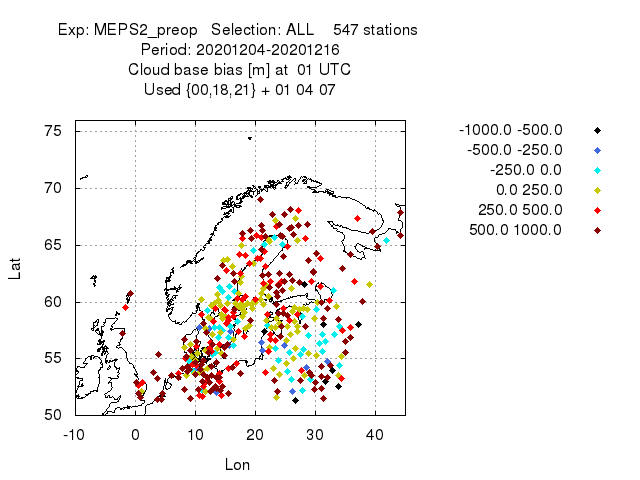 Exp: MEPS2_preop   Selection: ALL    547 stations
Period: 20201204-20201216
Cloud base bias [m] at  01 UTC
Used {00,18,21} + 01 04 07
-1000.0 -500.0
-500.0 -250.0
-250.0 0.0
0.0 250.0
250.0 500.0
500.0 1000.0
75
70
65
60
55
50
Lat
-10 0 10 20 30 40
Lon